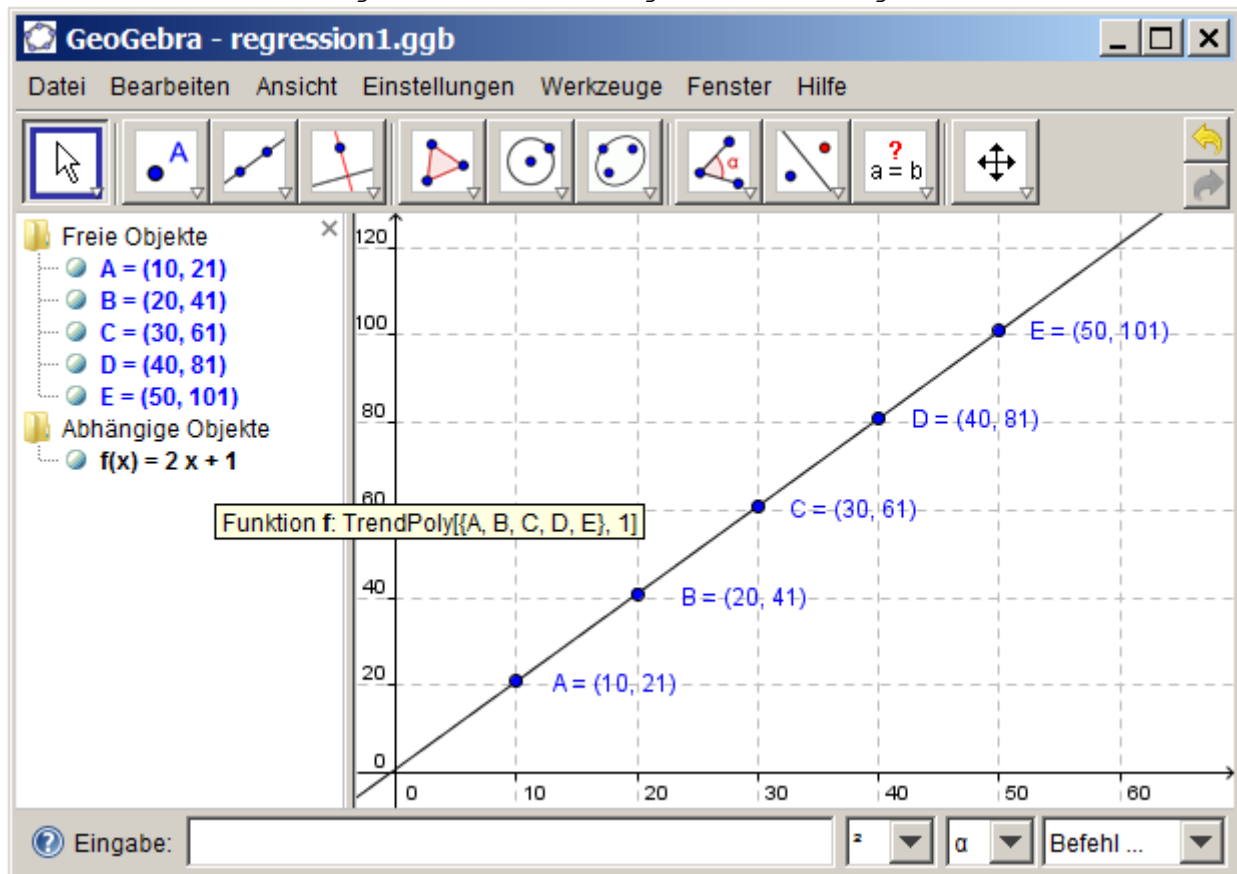 GeoGebra - regression1.ggb
Datei Bearbeiten Ansicht Einstellungen Werkzeuge Fenster Hilfe
A
α
?
a = b
Freie Objekte
A = (10, 21)
B = (20, 41)
C = (30, 61)
D = (40, 81)
E = (50, 101)
Abhängige Objekte
f(x) = 2 x + 1
Funktion f: TrendPoly[{A, B, C, D, E}, 1]
120
100
80
60
40
20
0
E = (50, 101)
D = (40, 81)
C = (30, 61)
B = (20, 41)
A = (10, 21)
0 10 20 30 40 50 60
Eingabe: ² α Befehl ...